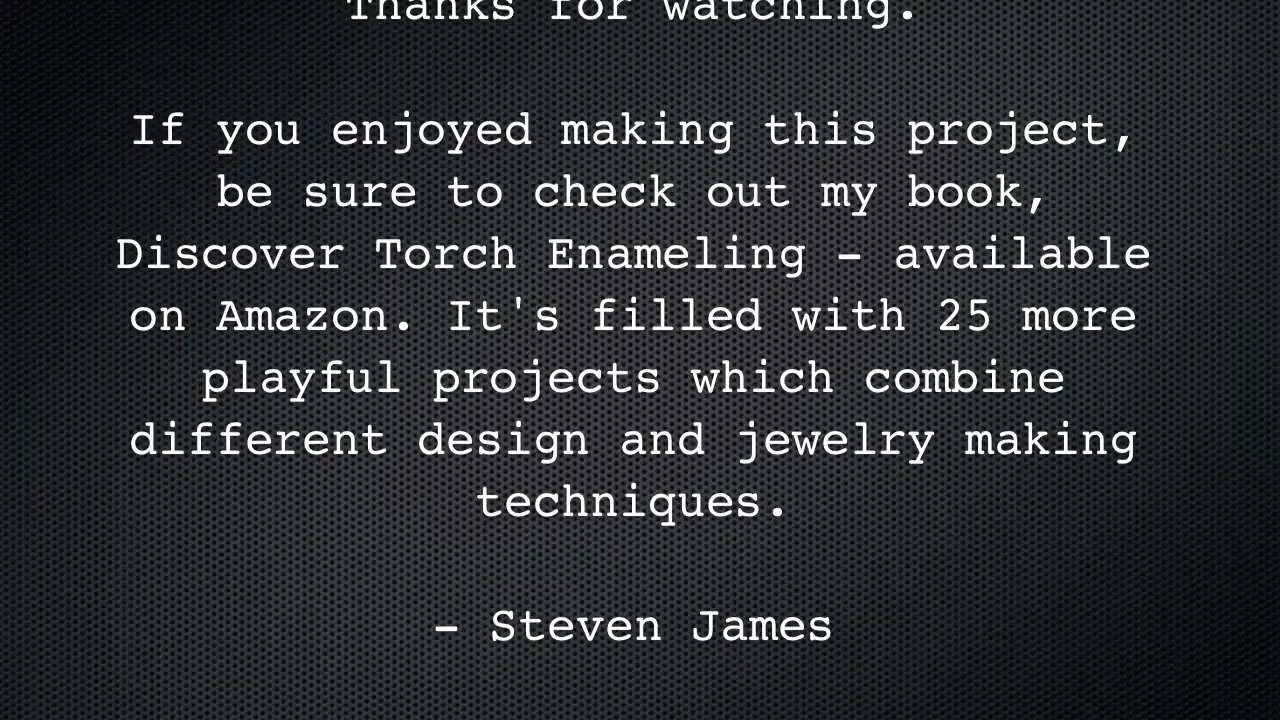 Thanks for watching.
If you enjoyed making this project,
be sure to check out my book,
Discover Torch Enameling – available
on Amazon. It's filled with 25 more
playful projects which combine
different design and jewelry making
techniques.
– Steven James